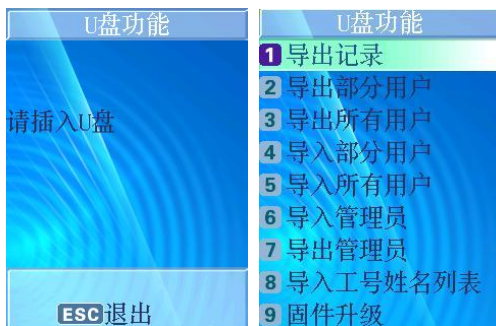 U盘功能
请插入U盘
ESC退出
U盘功能
1 导出记录
2 导出部分用户
3 导出所有用户
4 导入部分用户
5 导入所有用户
6 导入管理员
7 导出管理员
8 导入工号姓名列表
9 固件升级